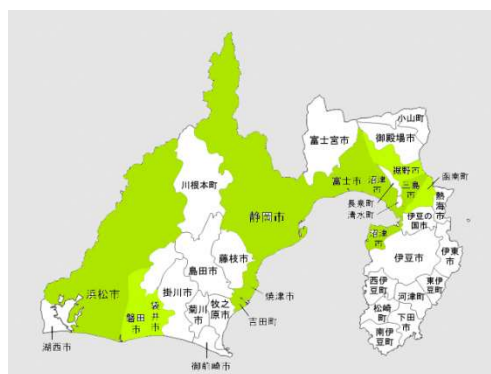 小山町
御殿場市
富士宮市
裾野市
函南町
富士市
沼津
市
三島
市
長泉町
清水町
熱海
市
伊豆の
国市
川根本町
静岡市
沼津
市
伊東
市
伊豆市
藤枝市
島田市
西伊
豆町
東伊
豆町
浜松市
掛川市
焼津市
河津町
袋
井
市
磐田
市
菊川
市
牧之
原市
吉田町
松崎
町
下田
市
南伊
豆町
湖西市
御前崎市